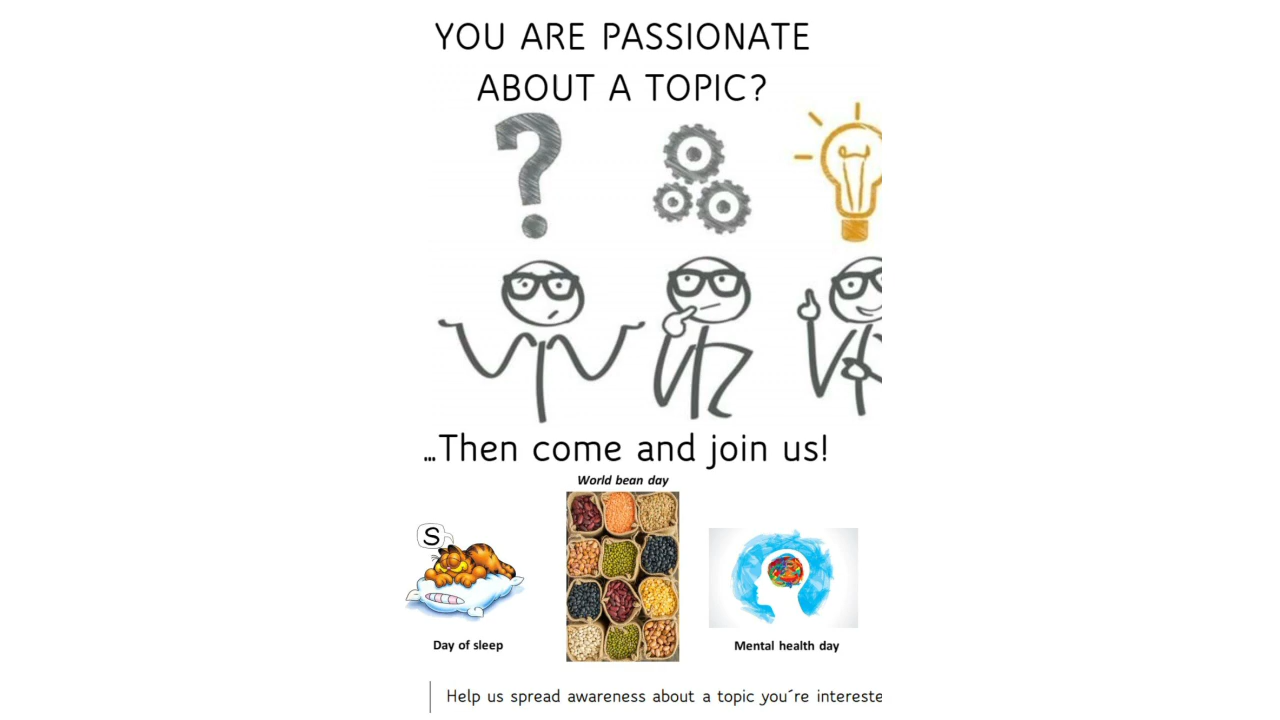 YOU ARE PASSIONATE
ABOUT A TOPIC?
...Then come and join us!
World bean day
S
Day of sleep
Mental health day
Help us spread awareness about a topic you´re intereste